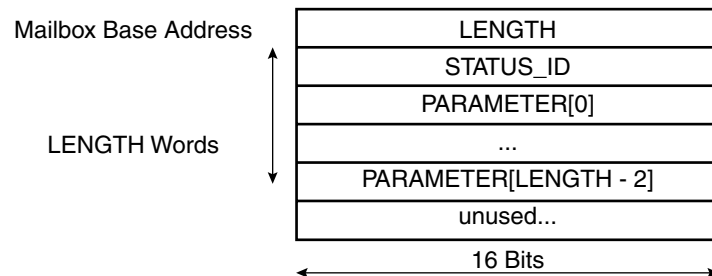 Mailbox Base Address
LENGTH
STATUS_ID
PARAMETER[0]
LENGTH Words
...
PARAMETER[LENGTH - 2]
unused...
16 Bits